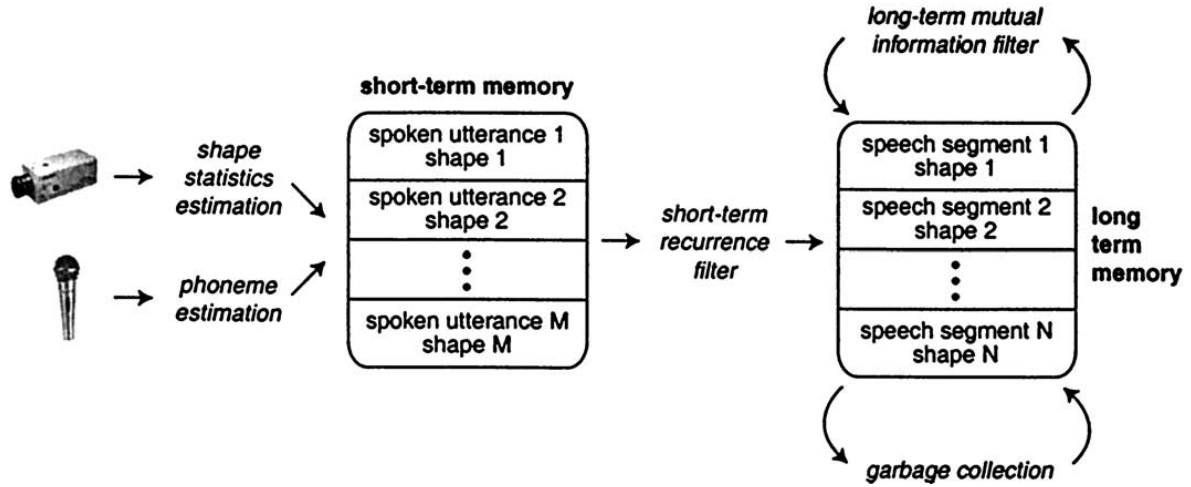 long-term mutual
information filter
short-term memory
spoken utterance 1
shape 1
speech segment 1
shape 1
shape
statistics
estimation
spoken utterance 2
shape 2
short-term
recurrence
filter
speech segment 2
shape 2
long
term
memory
phoneme
estimation
spoken utterance M
shape M
speech segment N
shape N
garbage collection